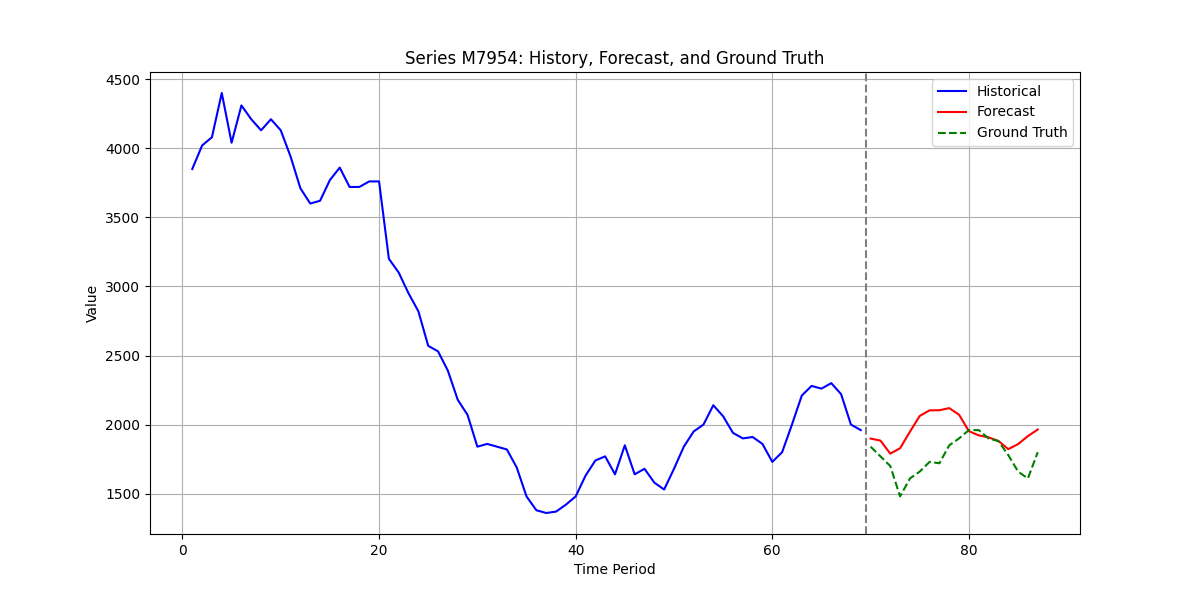 Series M7954: History, Forecast, and Ground Truth
4500
4000
3500
3000
2500
2000
1500
Value
0
20
40
60
80
Time Period
Historical
Forecast
Ground Truth